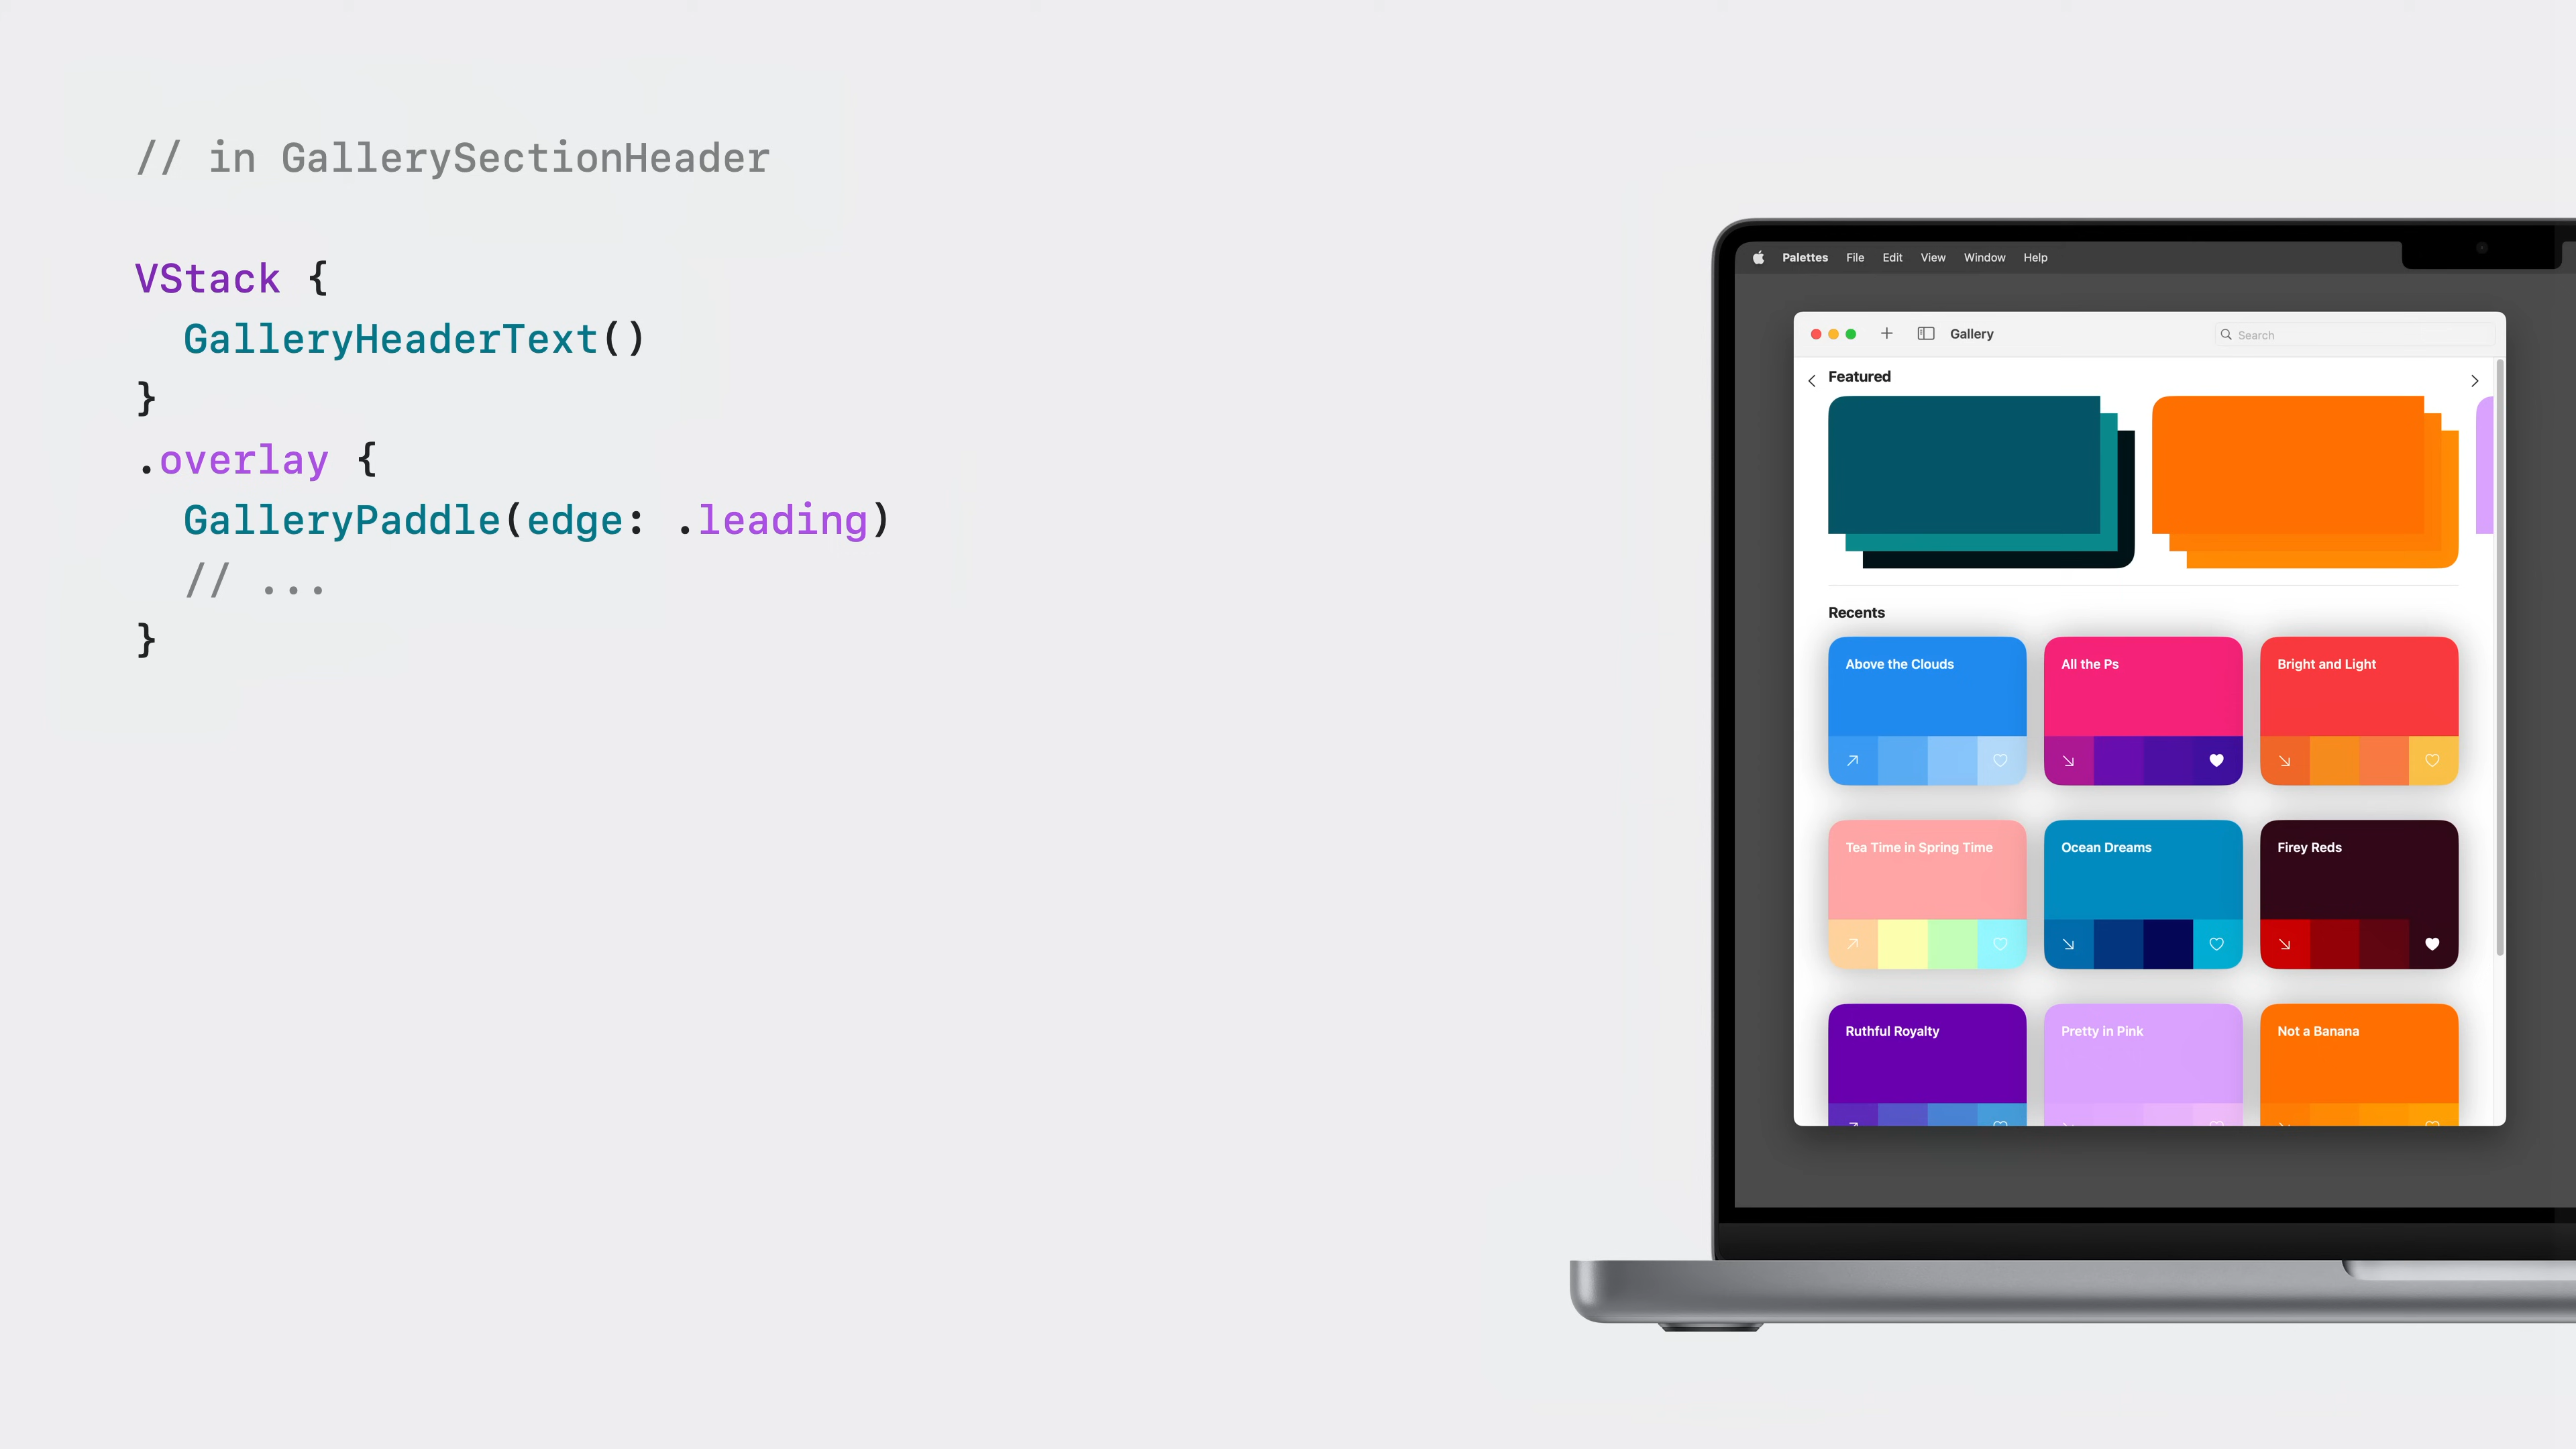 // in GallerySectionHeader
VStack {
GalleryHeaderText()
}
.overlay {
GalleryPaddle(edge: .leading)
// ...
}
Palettes File Edit View Window Help
Gallery
Search
Featured
Recents
Above the Clouds
All the Ps
Bright and Light
Tea Time in Spring Time
Ocean Dreams
Firey Reds
Ruthful Royalty
Pretty in Pink
Not a Banana